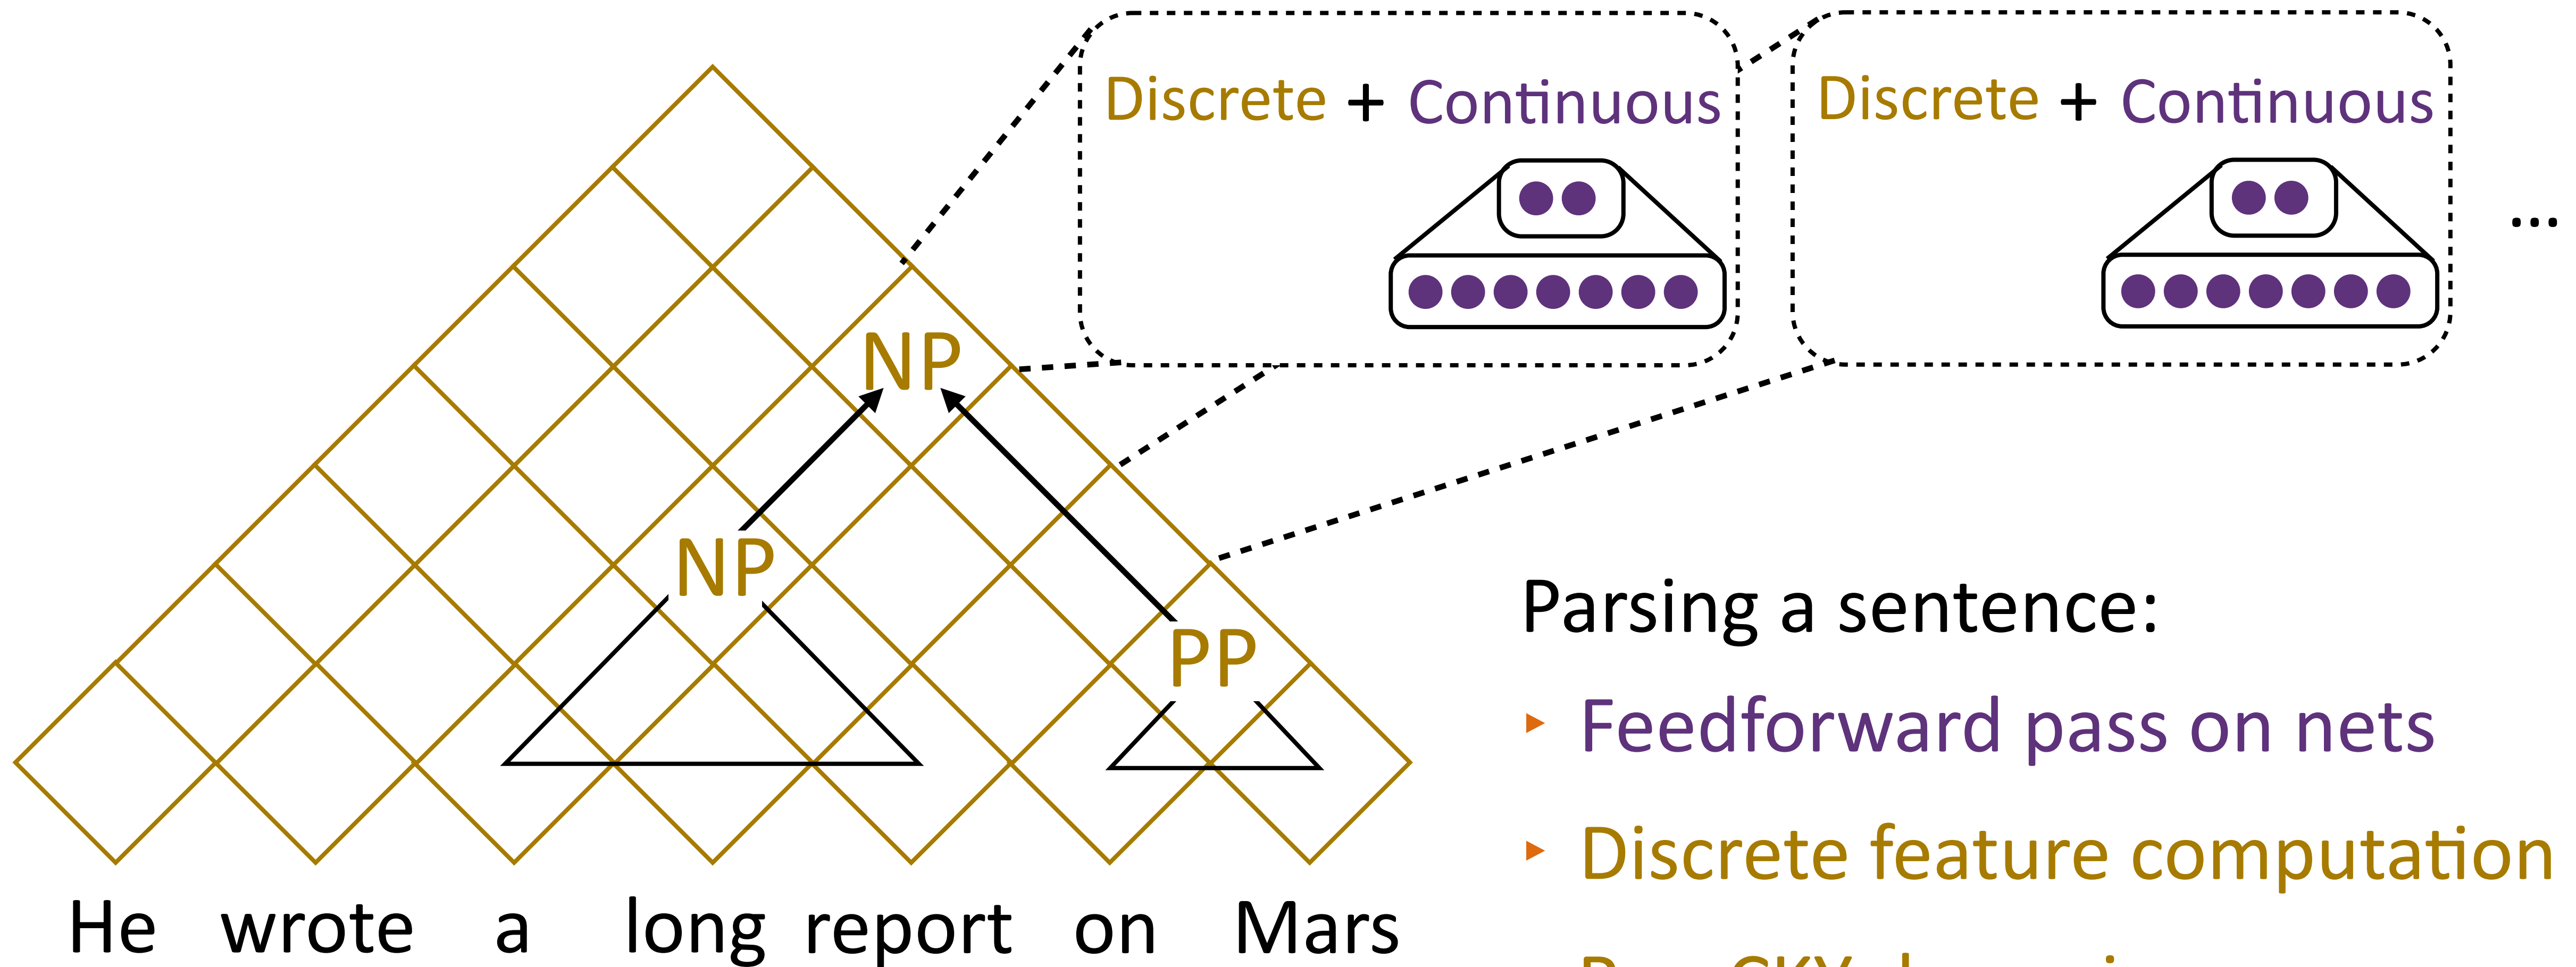 Discrete + Continuous
Discrete + Continuous
...
NP
NP
PP
Parsing a sentence:
‣ Feedforward pass on nets
‣ Discrete feature computation
He wrote a long report on Mars